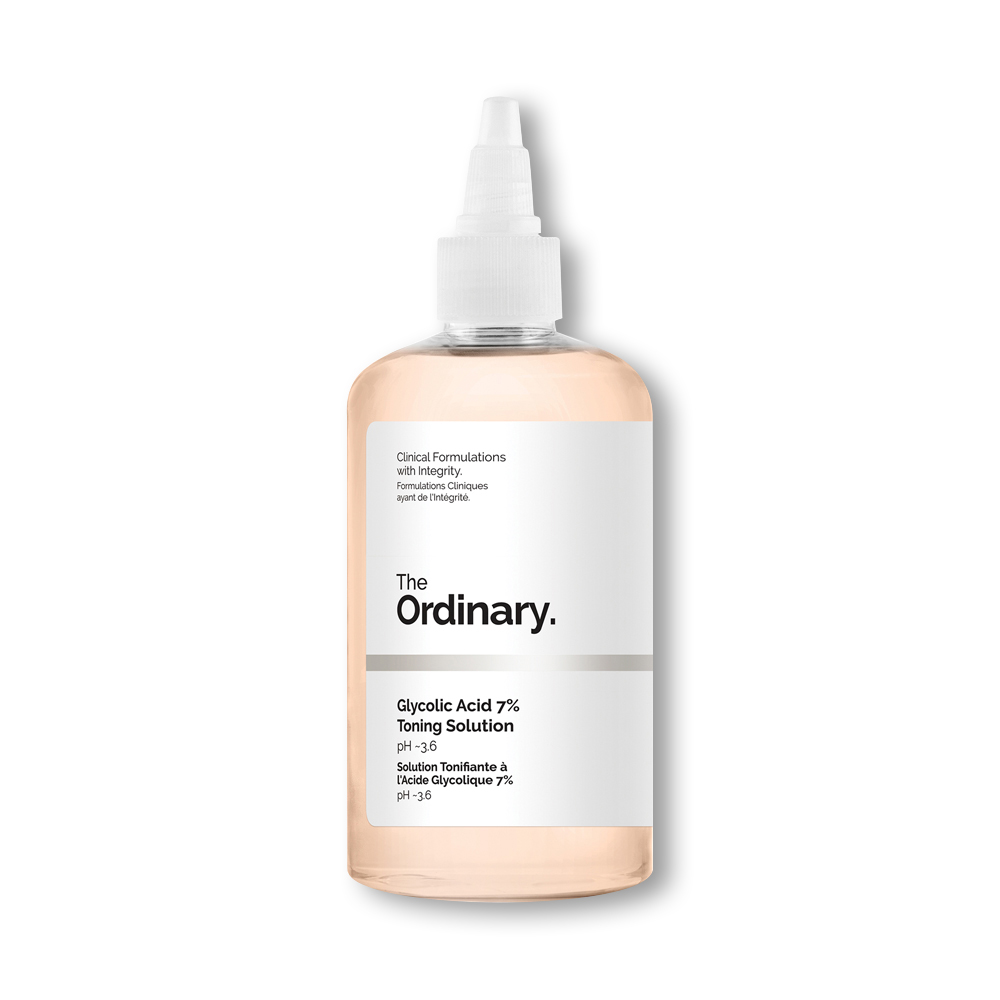 Clinical Formulations
with Integrity.
Formulations Cliniques
ayant de l'Intégrité.
The
Ordinary.
Glycolic Acid 7%
Toning Solution
pH ~3.6
Solution Tonifiante à
l'Acide Glycolique 7%
pH ~3.6